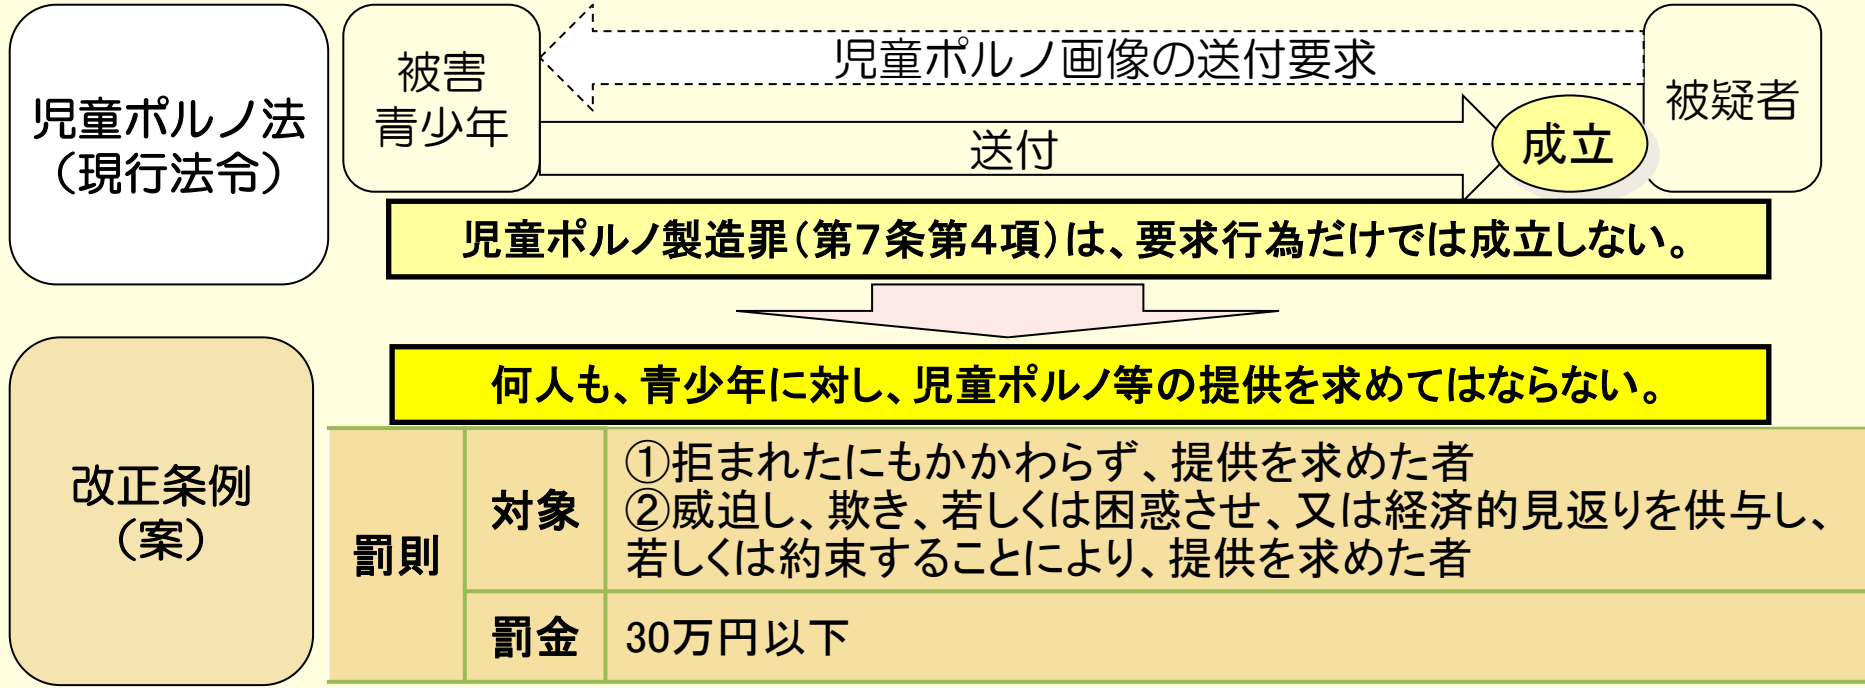 児童ポルノ法
（現行法令）
被害
青少年
児童ポルノ画像の送付要求
送付
成立
被疑者
児童ポルノ製造罪（第７条第４項）は、要求行為だけでは成立しない。
改正条例
（案）
何人も、青少年に対し、児童ポルノ等の提供を求めてはならない。
罰則
対象
①拒まれたにもかかわらず、提供を求めた者
②威迫し、欺き、若しくは困惑させ、又は経済的見返りを供与し、
若しくは約束することにより、提供を求めた者
罰金
30万円以下